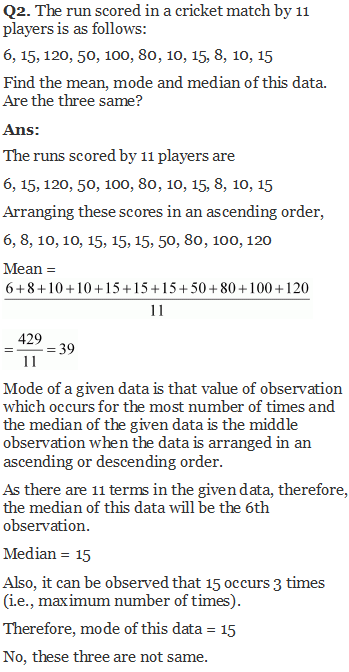 Q2. The run scored in a cricket match by 11
players is as follows:
6, 15, 120, 50, 100, 80, 10, 15, 8, 10, 15
Find the mean, mode and median of this data.
Are the three same?
Ans:
The runs scored by 11 players are
6, 15, 120, 50, 100, 80, 10, 15, 8, 10, 15
Arranging these scores in an ascending order,
6, 8, 10, 10, 15, 15, 15, 50, 80, 100, 120
Mean =
6+8+10+10+15+15+15+50+80+100+120
11
= 429/11 = 39
Mode of a given data is that value of observation
which occurs for the most number of times and
the median of the given data is the middle
observation when the data is arranged in an
ascending or descending order.
As there are 11 terms in the given data, therefore,
the median of this data will be the 6th
observation.
Median = 15
Also, it can be observed that 15 occurs 3 times
(i.e., maximum number of times).
Therefore, mode of this data = 15
No, these three are not same.